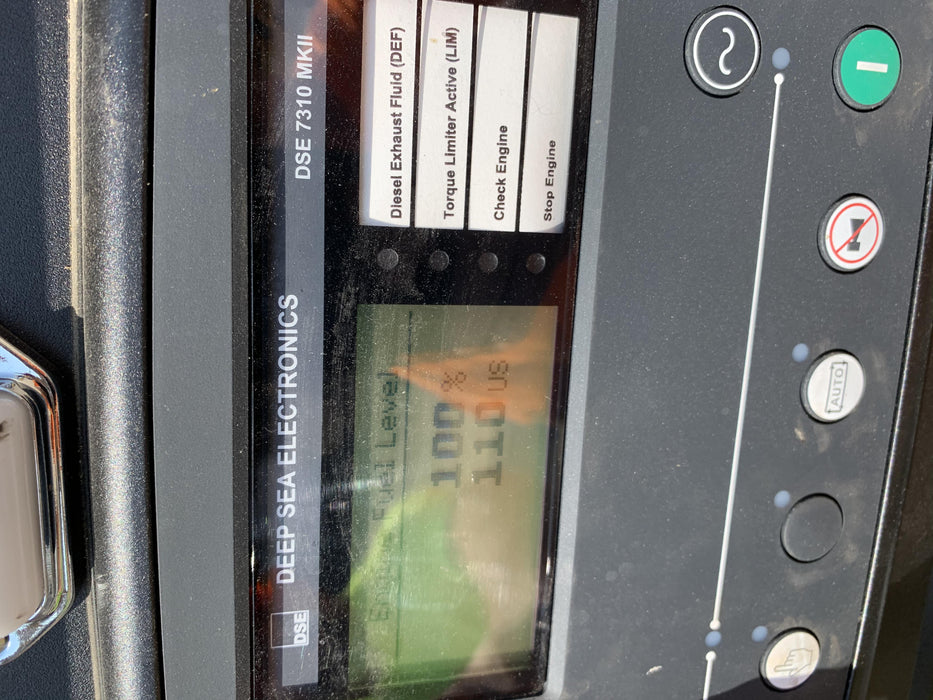 DSE
DEEP SEA ELECTRONICS
DSE 7310 MKII
Engine Fuel Level
100 %
110 US
Diesel Exhaust Fluid (DEF)
Torque Limiter Active (LIM)
Check Engine
Stop Engine
AUTO